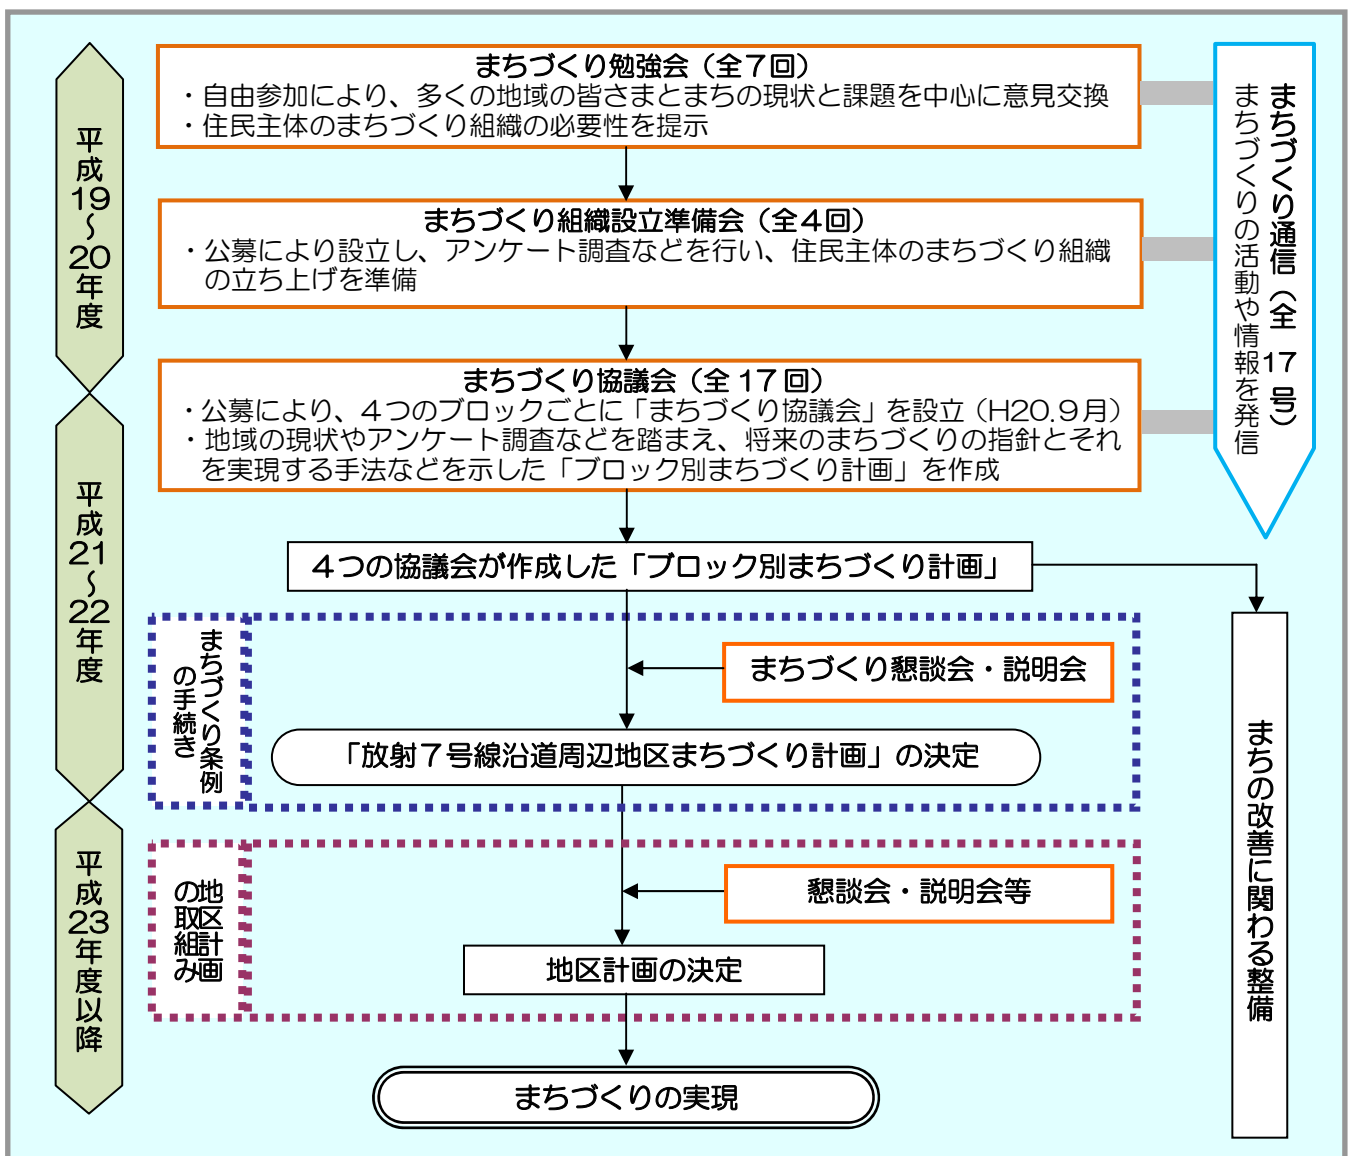 平成19～20年度
平成21～22年度
平成23年度以降
まちづくり勉強会（全７回）
・自由参加により、多くの地域の皆さまとまちの現状と課題を中心に意見交換
・住民主体のまちづくり組織の必要性を提示
まちづくり組織設立準備会（全４回）
・公募により設立し、アンケート調査などを行い、住民主体のまちづくり組織
の立ち上げを準備
まちづくり協議会（全 17 回）
・公募により、４つのブロックごとに「まちづくり協議会」を設立（H20.９月）
・地域の現状やアンケート調査などを踏まえ、将来のまちづくりの指針とそれ
を実現する手法などを示した「ブロック別まちづくり計画」を作成
まちづくり通信（全 17 号）
まちづくりの活動や情報を発信
４つの協議会が作成した「ブロック別まちづくり計画」
まちづくり条例
の手続き
まちづくり懇談会・説明会
「放射７号線沿道周辺地区まちづくり計画」の決定
地区計画
の取組み
懇談会・説明会等
地区計画の決定
まちづくりの実現
まちの改善に関わる整備